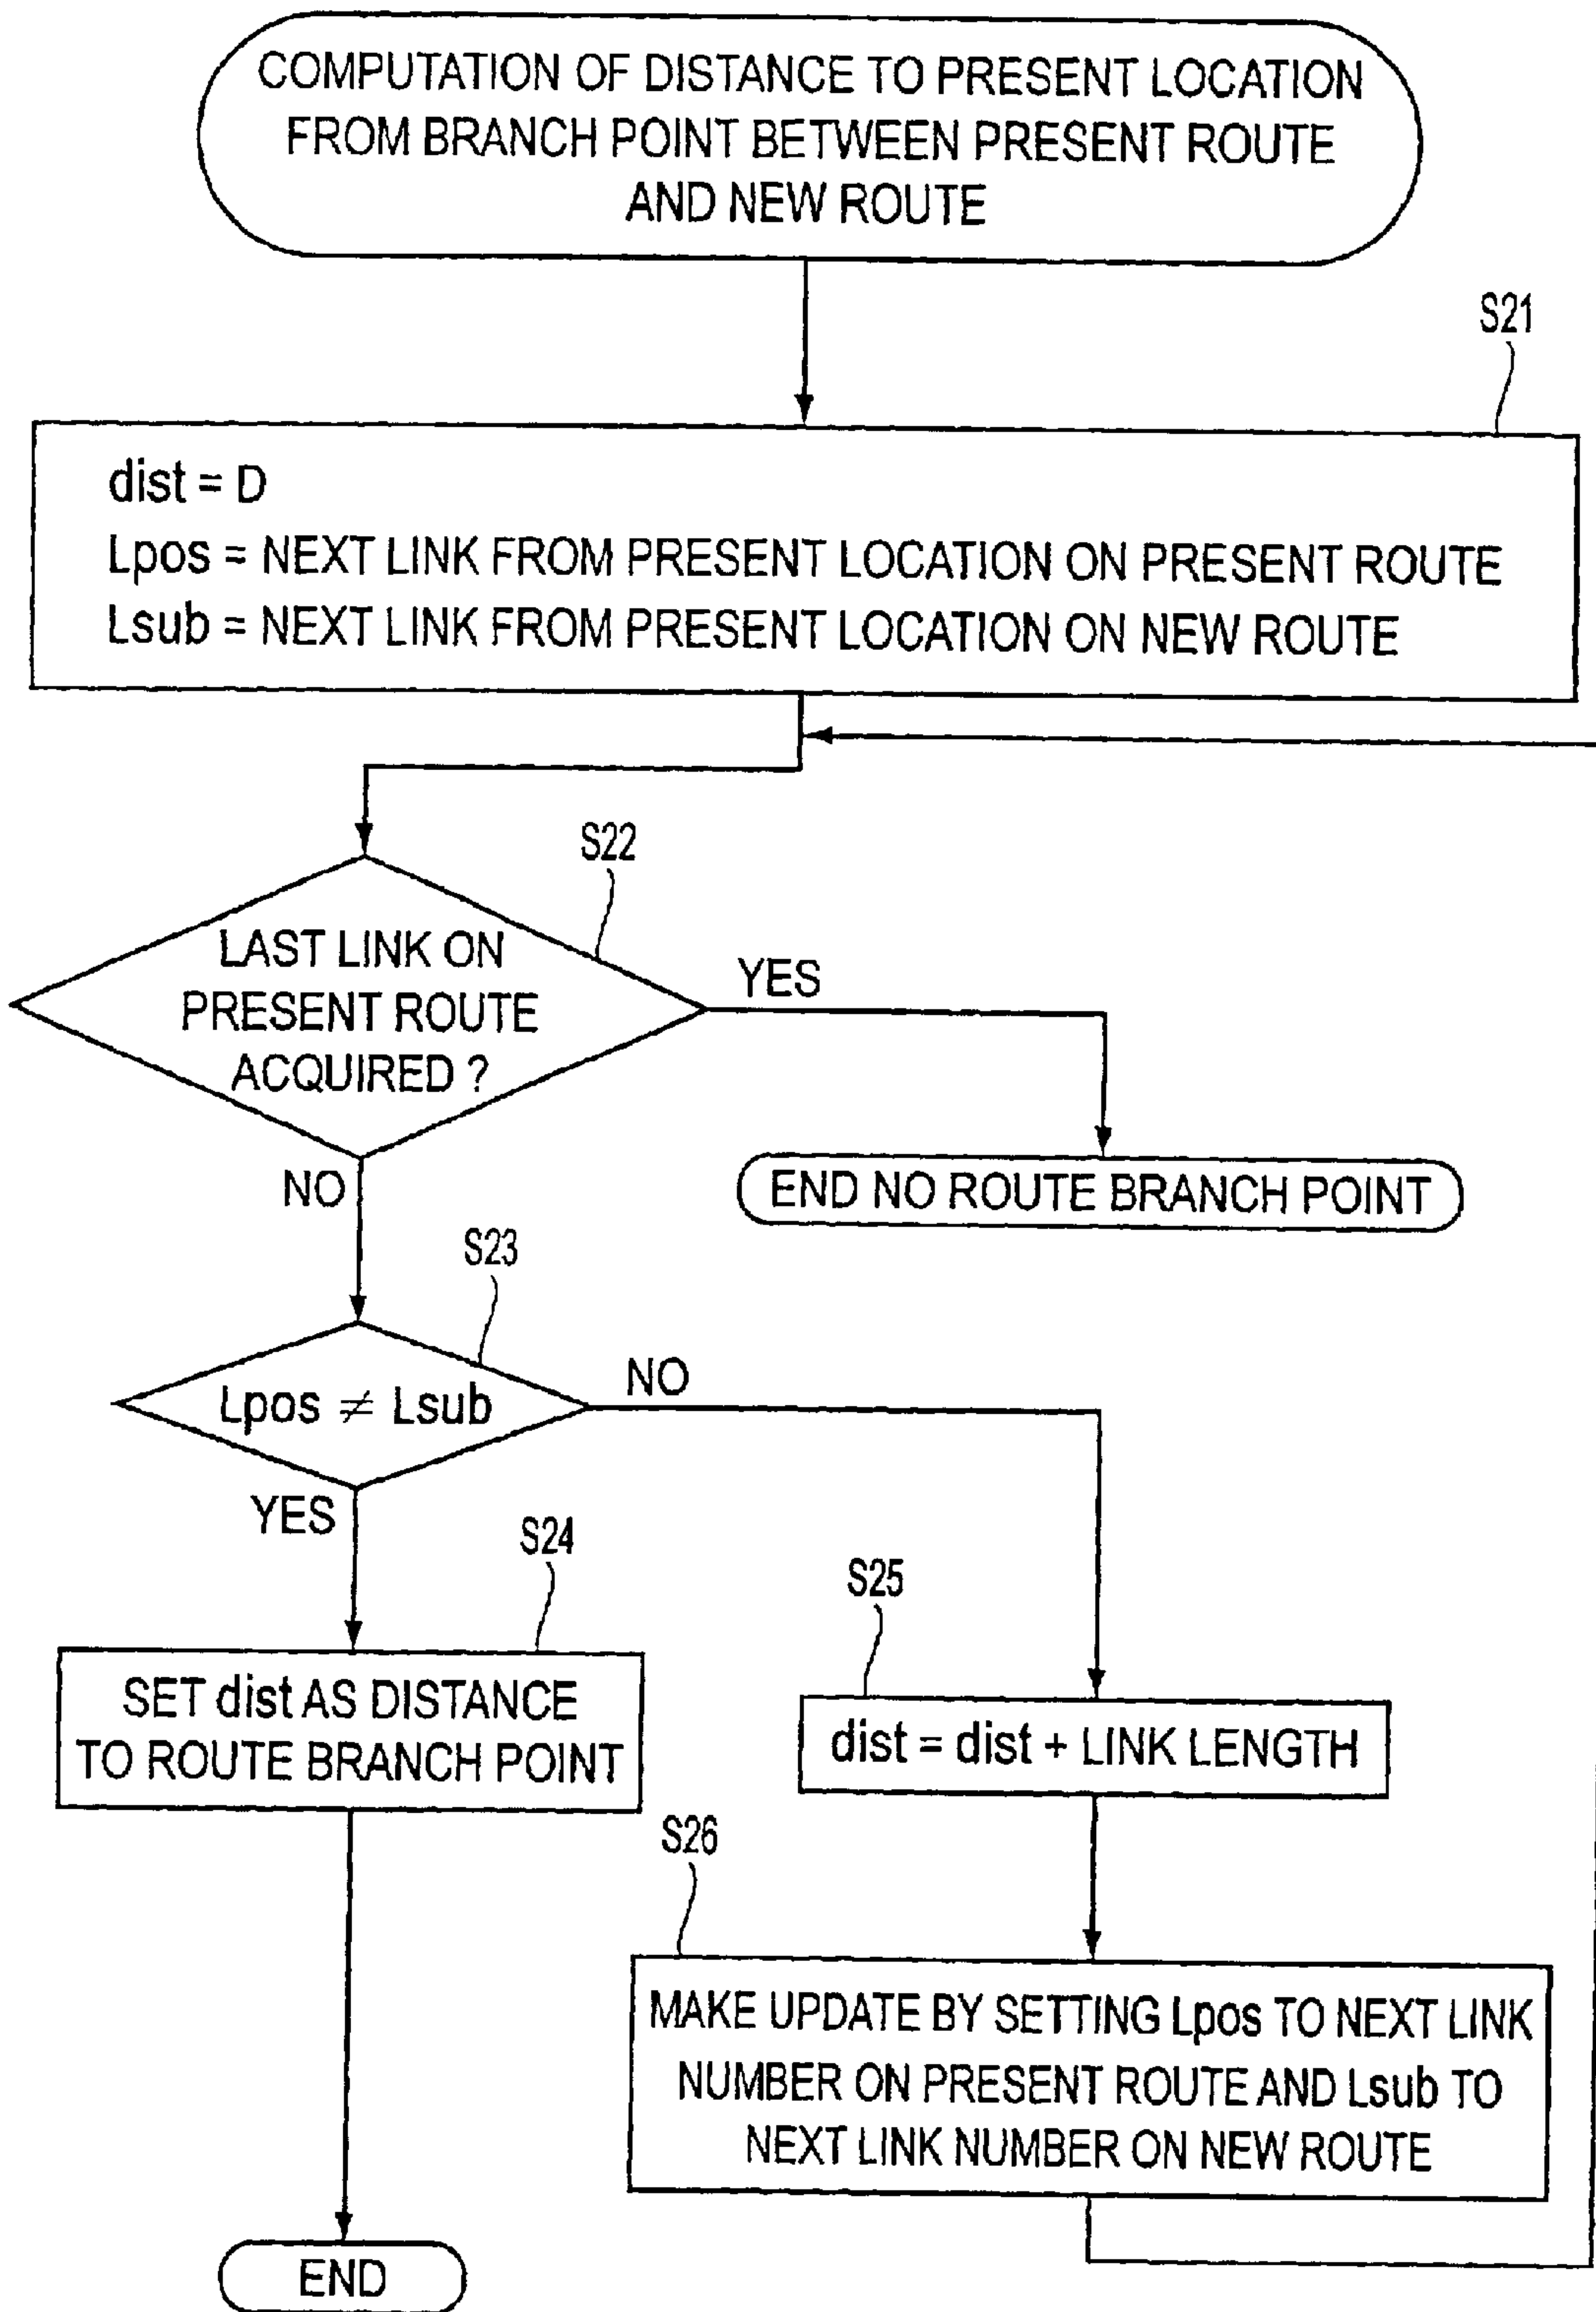 COMPUTATION OF DISTANCE TO PRESENT LOCATION
FROM BRANCH POINT BETWEEN PRESENT ROUTE
AND NEW ROUTE
S21
dist = D
Lpos = NEXT LINK FROM PRESENT LOCATION ON PRESENT ROUTE
Lsub = NEXT LINK FROM PRESENT LOCATION ON NEW ROUTE
S22
LAST LINK ON
PRESENT ROUTE
ACQUIRED ?
YES
NO
END NO ROUTE BRANCH POINT
S23
Lpos ≠ Lsub
NO
YES
S24
SET dist AS DISTANCE
TO ROUTE BRANCH POINT
S25
dist = dist + LINK LENGTH
S26
MAKE UPDATE BY SETTING Lpos TO NEXT LINK
NUMBER ON PRESENT ROUTE AND Lsub TO
NEXT LINK NUMBER ON NEW ROUTE
END